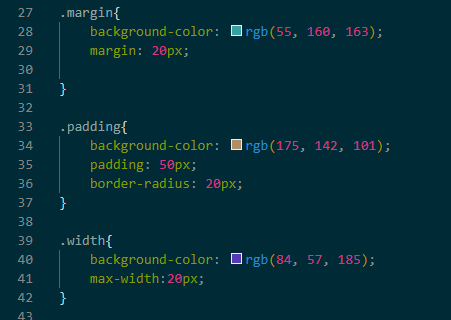 27 .margin{
28     background-color: rgb(55, 160, 163);
29     margin: 20px;
30
31 }
32
33 .padding{
34     background-color: rgb(175, 142, 101);
35     padding: 50px;
36     border-radius: 20px;
37 }
38
39 .width{
40     background-color: rgb(84, 57, 185);
41     max-width:20px;
42 }
43